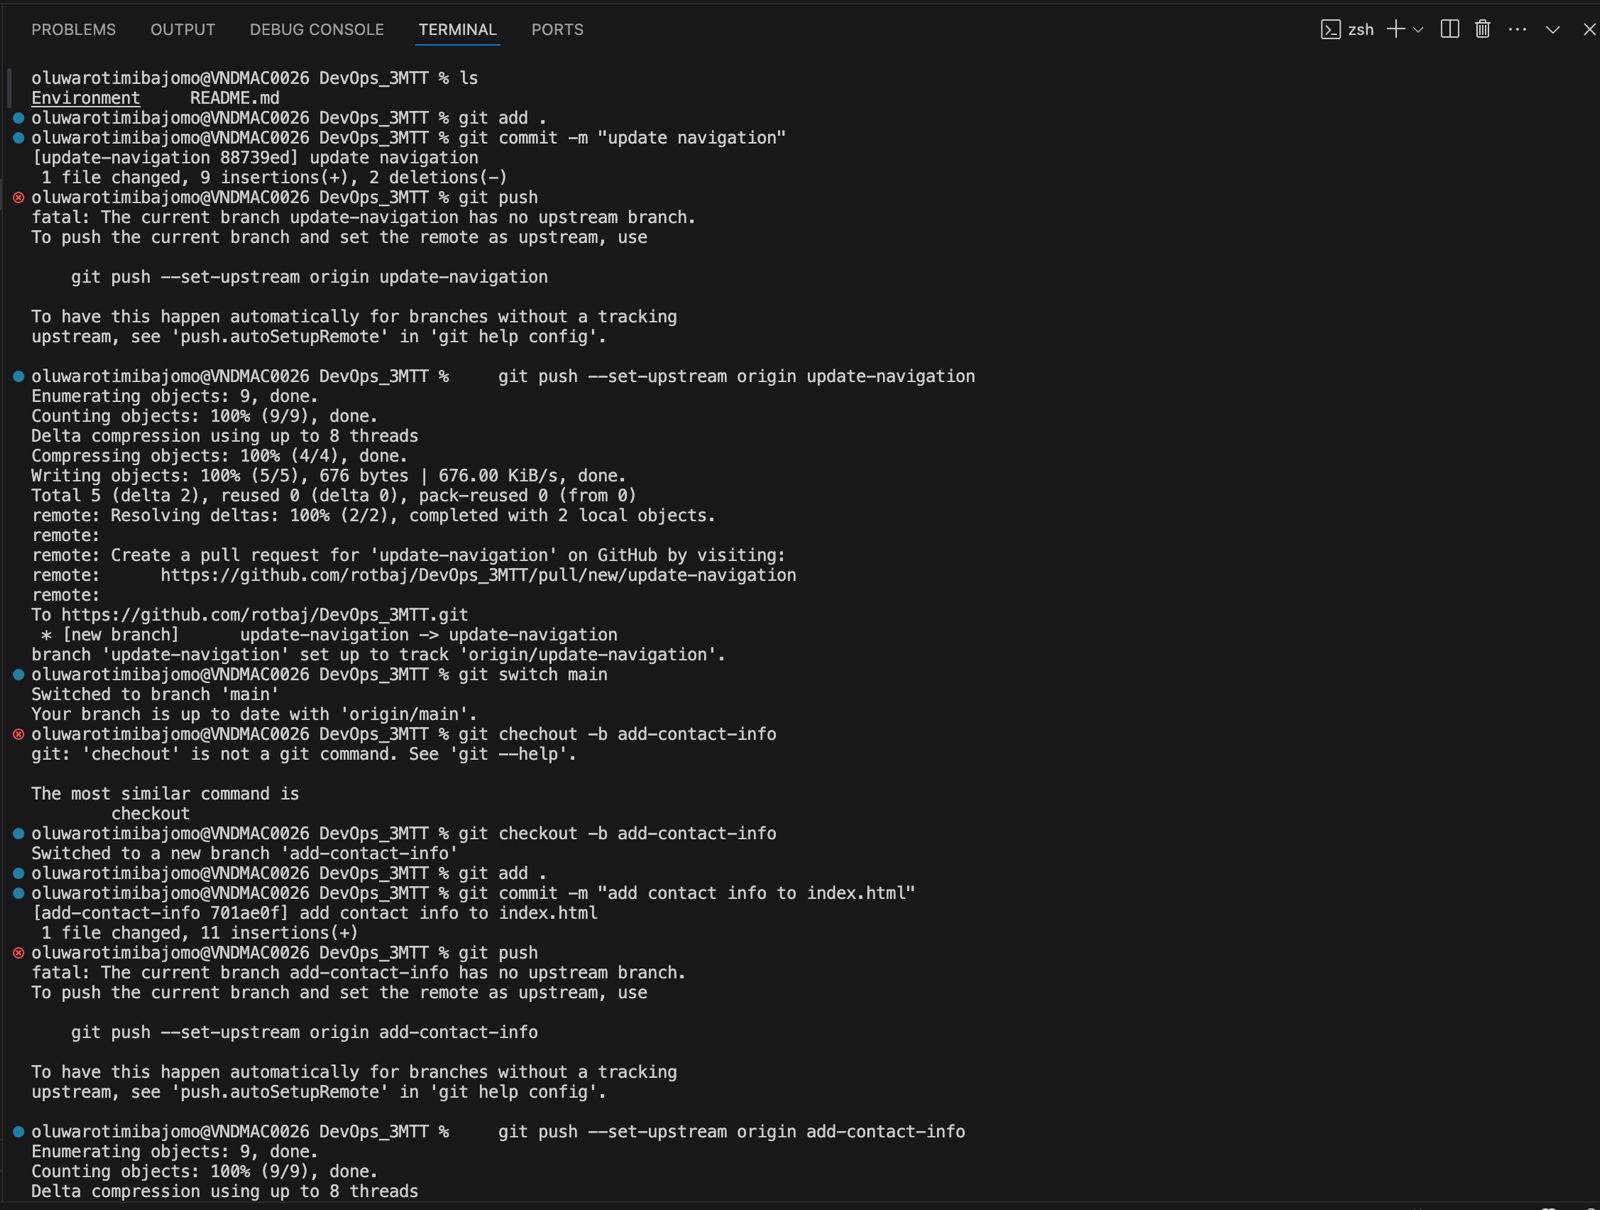 PROBLEMS OUTPUT DEBUG CONSOLE TERMINAL PORTS zsh
oluwarotimibajomo@VNDMAC0026 DevOps_3MTT % ls
Environment README.md
oluwarotimibajomo@VNDMAC0026 DevOps_3MTT % git add .
oluwarotimibajomo@VNDMAC0026 DevOps_3MTT % git commit -m "update navigation"
[update-navigation 88739ed] update navigation
1 file changed, 9 insertions(+), 2 deletions(-)
oluwarotimibajomo@VNDMAC0026 DevOps_3MTT % git push
fatal: The current branch update-navigation has no upstream branch.
To push the current branch and set the remote as upstream, use
git push --set-upstream origin update-navigation
To have this happen automatically for branches without a tracking
upstream, see 'push.autoSetupRemote' in 'git help config'.
oluwarotimibajomo@VNDMAC0026 DevOps_3MTT % git push --set-upstream origin update-navigation
Enumerating objects: 9, done.
Counting objects: 100% (9/9), done.
Delta compression using up to 8 threads
Compressing objects: 100% (4/4), done.
Writing objects: 100% (5/5), 676 bytes | 676.00 KiB/s, done.
Total 5 (delta 2), reused 0 (delta 0), pack-reused 0 (from 0)
remote: Resolving deltas: 100% (2/2), completed with 2 local objects.
remote:
remote: Create a pull request for 'update-navigation' on GitHub by visiting:
remote: https://github.com/rotbaj/DevOps_3MTT/pull/new/update-navigation
remote:
To https://github.com/rotbaj/DevOps_3MTT.git
* [new branch] update-navigation -> update-navigation
branch 'update-navigation' set up to track 'origin/update-navigation'.
oluwarotimibajomo@VNDMAC0026 DevOps_3MTT % git switch main
Switched to branch 'main'
Your branch is up to date with 'origin/main'.
oluwarotimibajomo@VNDMAC0026 DevOps_3MTT % git chechout -b add-contact-info
git: 'chechout' is not a git command. See 'git --help'.
The most similar command is
checkout
oluwarotimibajomo@VNDMAC0026 DevOps_3MTT % git checkout -b add-contact-info
Switched to a new branch 'add-contact-info'
oluwarotimibajomo@VNDMAC0026 DevOps_3MTT % git add .
oluwarotimibajomo@VNDMAC0026 DevOps_3MTT % git commit -m "add contact info to index.html"
[add-contact-info 701ae0f] add contact info to index.html
1 file changed, 11 insertions(+)
oluwarotimibajomo@VNDMAC0026 DevOps_3MTT % git push
fatal: The current branch add-contact-info has no upstream branch.
To push the current branch and set the remote as upstream, use
git push --set-upstream origin add-contact-info
To have this happen automatically for branches without a tracking
upstream, see 'push.autoSetupRemote' in 'git help config'.
oluwarotimibajomo@VNDMAC0026 DevOps_3MTT % git push --set-upstream origin add-contact-info
Enumerating objects: 9, done.
Counting objects: 100% (9/9), done.
Delta compression using up to 8 threads